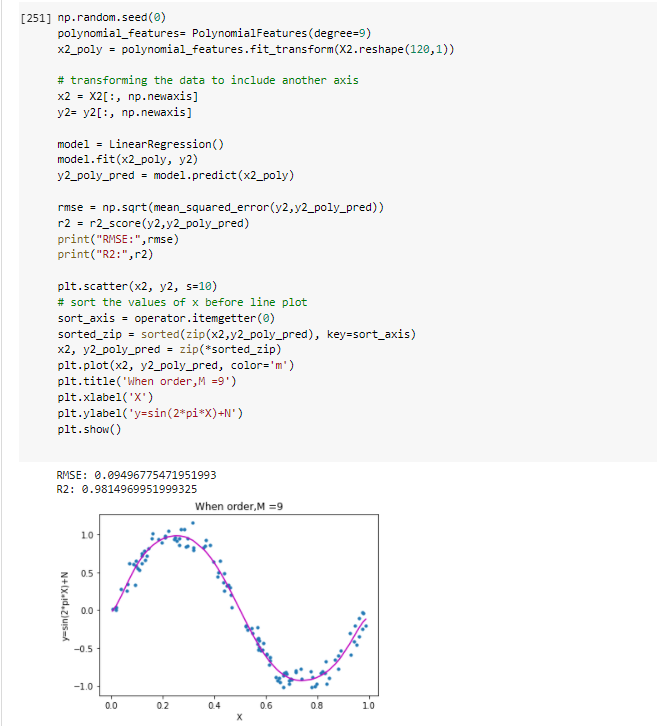 [251] np.random.seed(0)
polynomial_features= PolynomialFeatures(degree=9)
x2_poly = polynomial_features.fit_transform(X2.reshape(120,1))
# transforming the data to include another axis
x2 = X2[:, np.newaxis]
y2= y2[:, np.newaxis]
model = LinearRegression()
model.fit(x2_poly, y2)
y2_poly_pred = model.predict(x2_poly)
rmse = np.sqrt(mean_squared_error(y2,y2_poly_pred))
r2 = r2_score(y2,y2_poly_pred)
print("RMSE:",rmse)
print("R2:",r2)
plt.scatter(x2, y2, s=10)
# sort the values of x before line plot
sort_axis = operator.itemgetter(0)
sorted_zip = sorted(zip(x2,y2_poly_pred), key=sort_axis)
x2, y2_poly_pred = zip(*sorted_zip)
plt.plot(x2, y2_poly_pred, color='m')
plt.title('When order,M =9')
plt.xlabel('X')
plt.ylabel('y=sin(2*pi*X)+N')
plt.show()
RMSE: 0.09496775471951993
R2: 0.9814969951999325
When order,M =9
1.0
0.5
0.0
−0.5
−1.0
y=sin(2*pi*X)+N
0.0 0.2 0.4 0.6 0.8 1.0
X